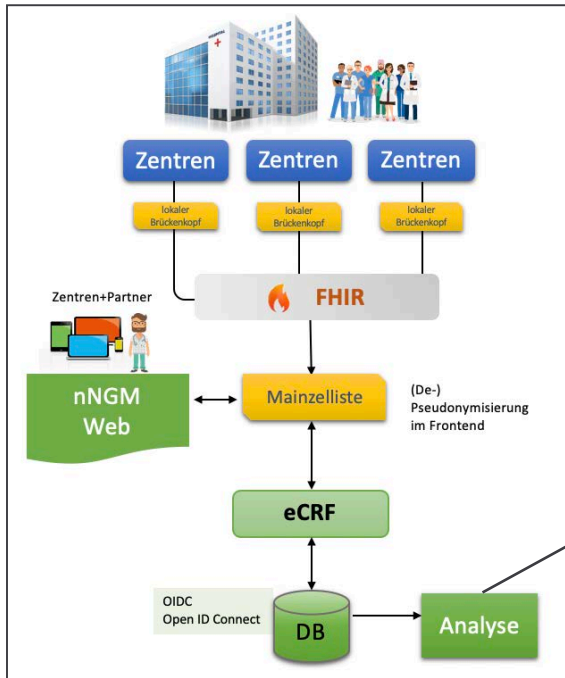 HOSPITAL
Zentren
Zentren
Zentren
lokaler
Brückenkopf
lokaler
Brückenkopf
lokaler
Brückenkopf
FHIR
Zentren+Partner
nNGM
Web
Mainzelliste
(De-)
Pseudonymisierung
im Frontend
eCRF
OIDC
Open ID Connect
DB
Analyse